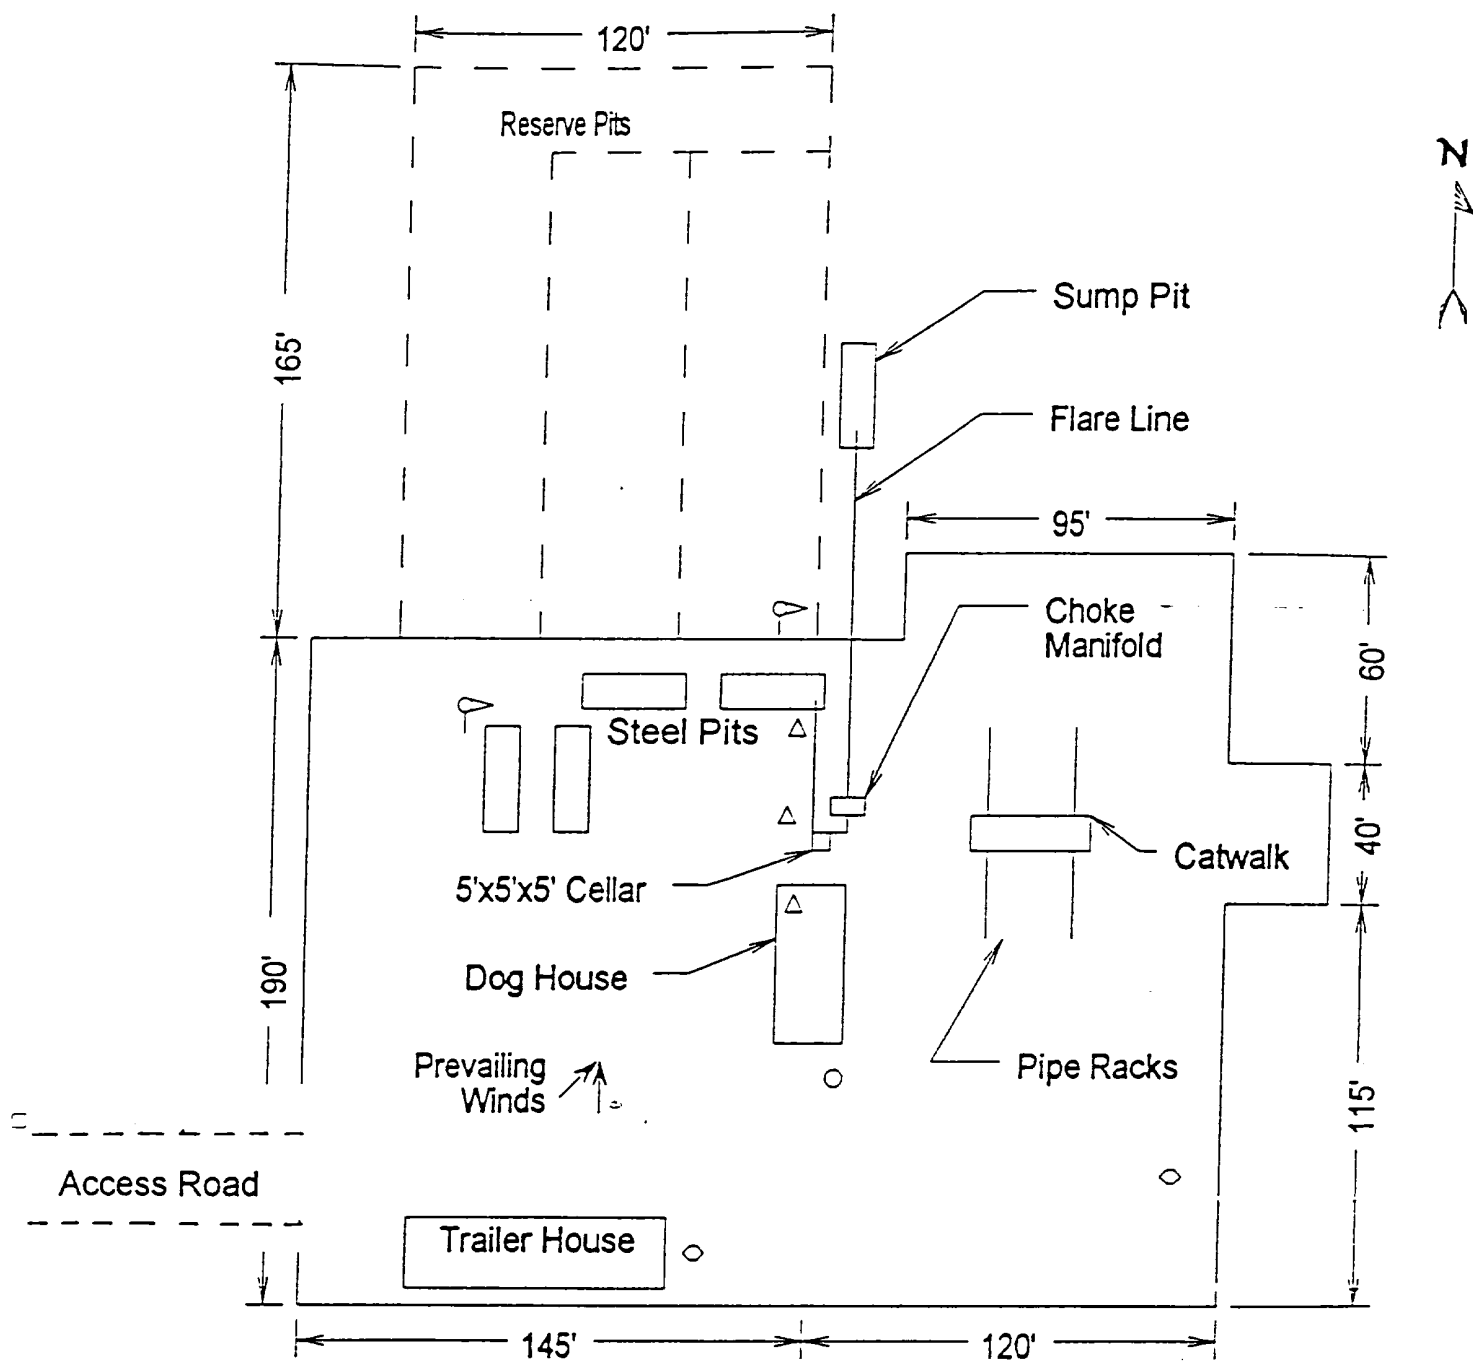 120'
Reserve Pits
N
Sump Pit
165'
Flare Line
95'
Choke
Manifold
60'
Steel Pits
40'
Catwalk
5'x5'x5' Cellar
190'
Dog House
Prevailing
Winds
Pipe Racks
115'
Access Road
Trailer House
145'
120'